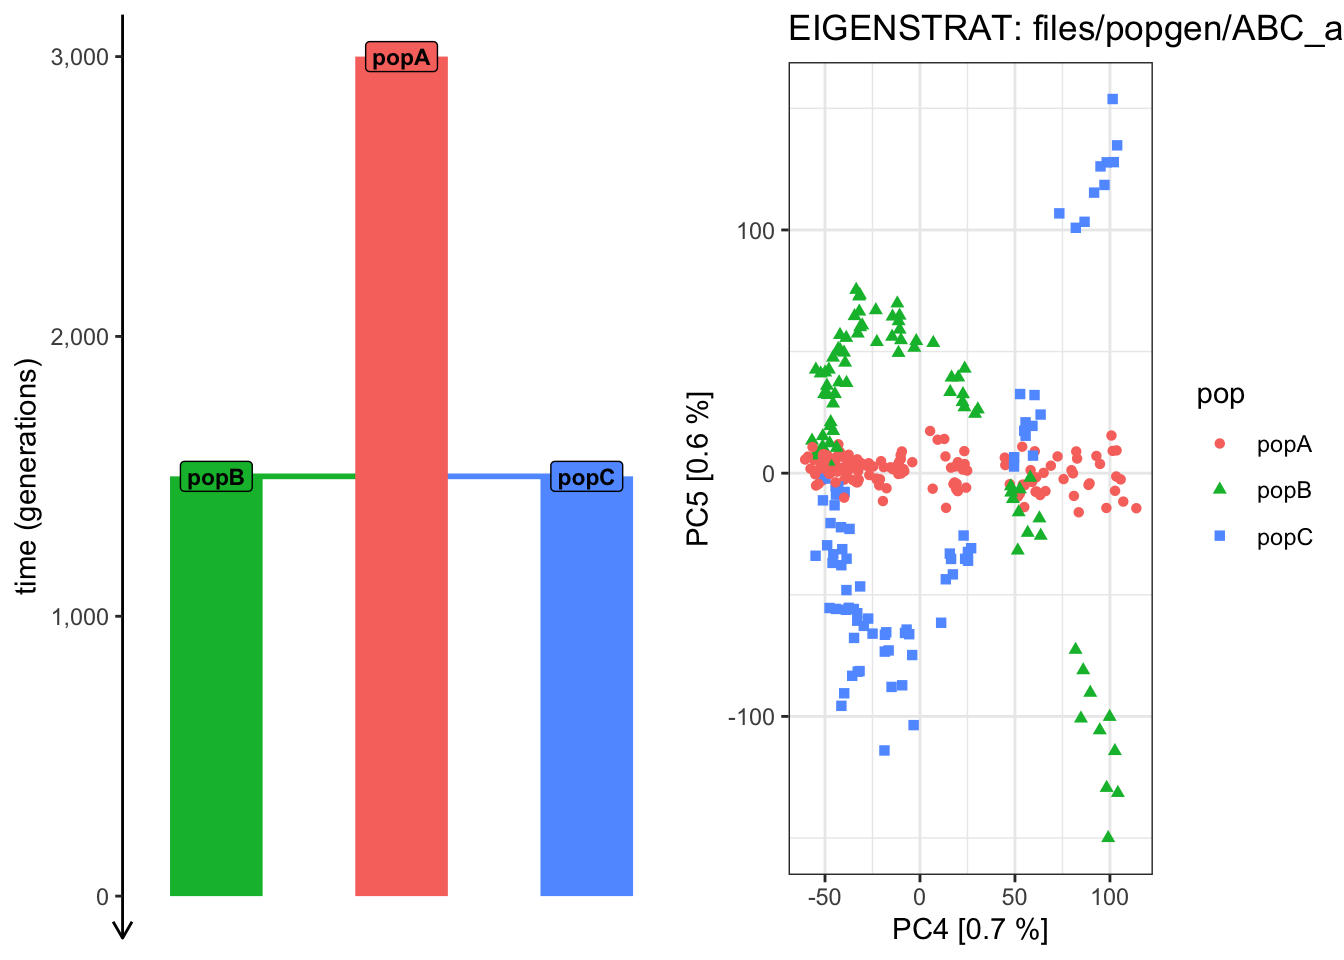 time (generations)
3,000
2,000
1,000
0
popA
popB
popC
EIGENSTRAT: files/popgen/ABC_a
PC5 [0.6 %]
100
0
-100
-50
0
50
100
PC4 [0.7 %]
pop
popA
popB
popC